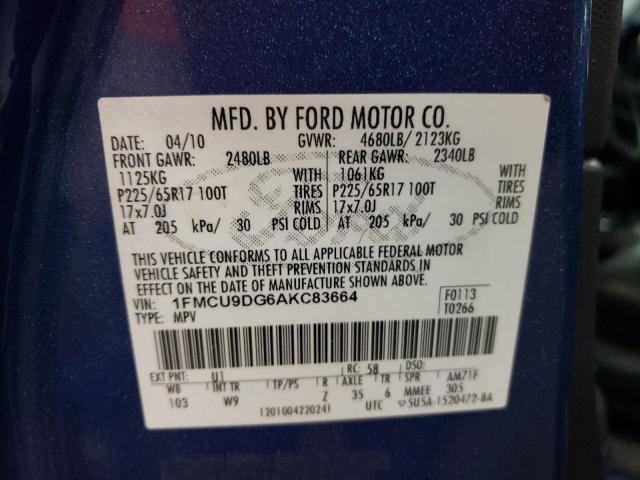 MFD. BY FORD MOTOR CO.
DATE: 04/10 GVWR: 4680LB/ 2123KG
FRONT GAWR: 2480LB REAR GAWR: 2340LB
1125KG WITH 1061KG WITH
P225/65R17 100T TIRES P225/65R17 100T TIRES
17x7.0J RIMS 17x7.0J RIMS
AT 205 kPa/ 30 PSI COLD AT 205 kPa/ 30 PSI COLD
THIS VEHICLE CONFORMS TO ALL APPLICABLE FEDERAL MOTOR
VEHICLE SAFETY AND THEFT PREVENTION STANDARDS IN
EFFECT ON THE DATE OF MANUFACTURE SHOWN ABOVE.
VIN: 1FMCU9DG6AKC83664 F0113
TYPE: MPV T0266
EXT PNT: U1 RC: 58 DSO:
WB INT TR TP/PS R AXLE TR SPR AM71F
103 W9 Z 35 6 MMEE 305
1201004220241 UTC 5U5A-1520472-8A
Ford